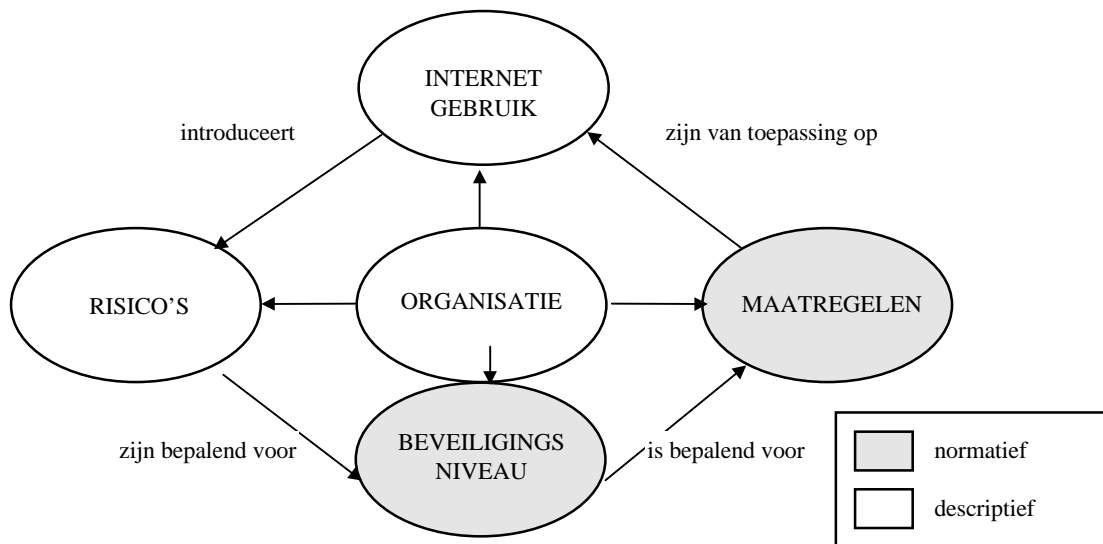 INTERNET
GEBRUIK
introduceert
zijn van toepassing op
RISICO'S
ORGANISATIE
MAATREGELEN
zijn bepalend voor
BEVEILIGINGS
NIVEAU
is bepalend voor
normatief
descriptief